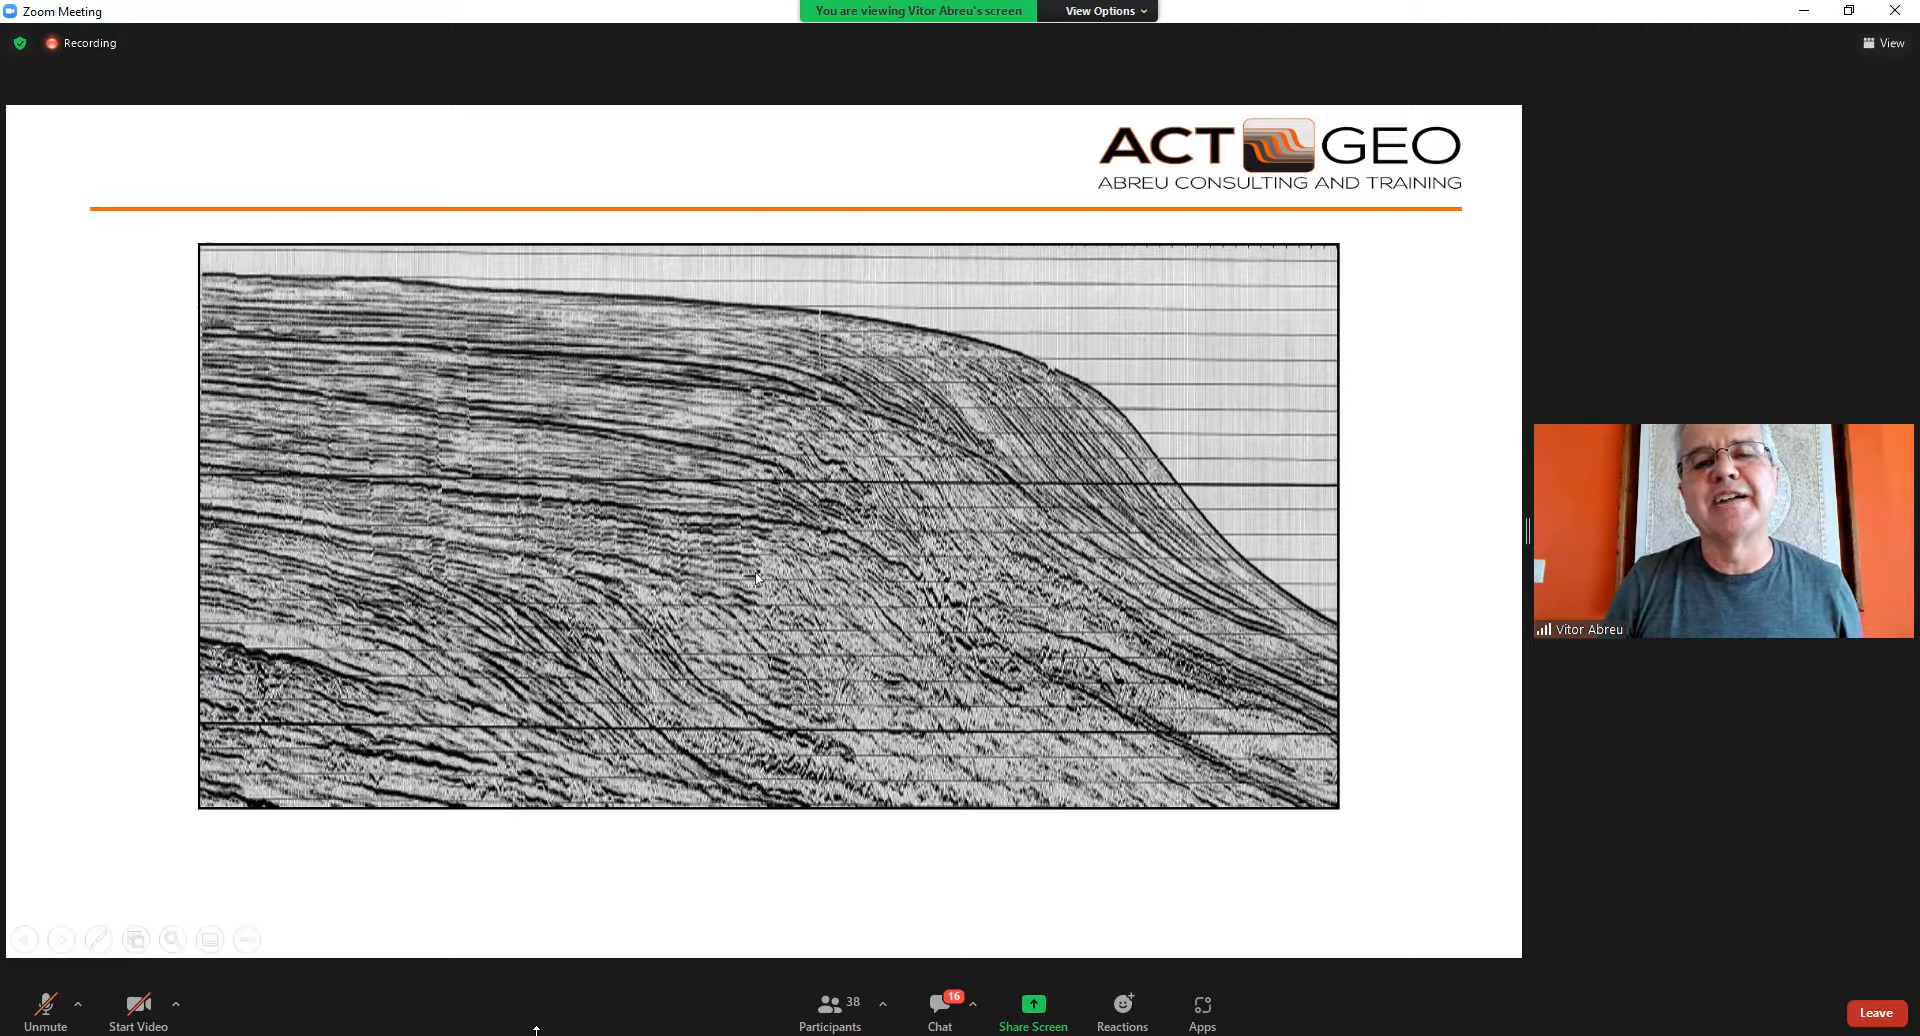 Zoom Meeting
You are viewing Vitor Abreu's screen
View Options
Recording
View
ACT GEO
ABREU CONSULTING AND TRAINING
Vitor Abreu
Unmute
Start Video
38
Participants
16
Chat
Share Screen
Reactions
Apps
Leave